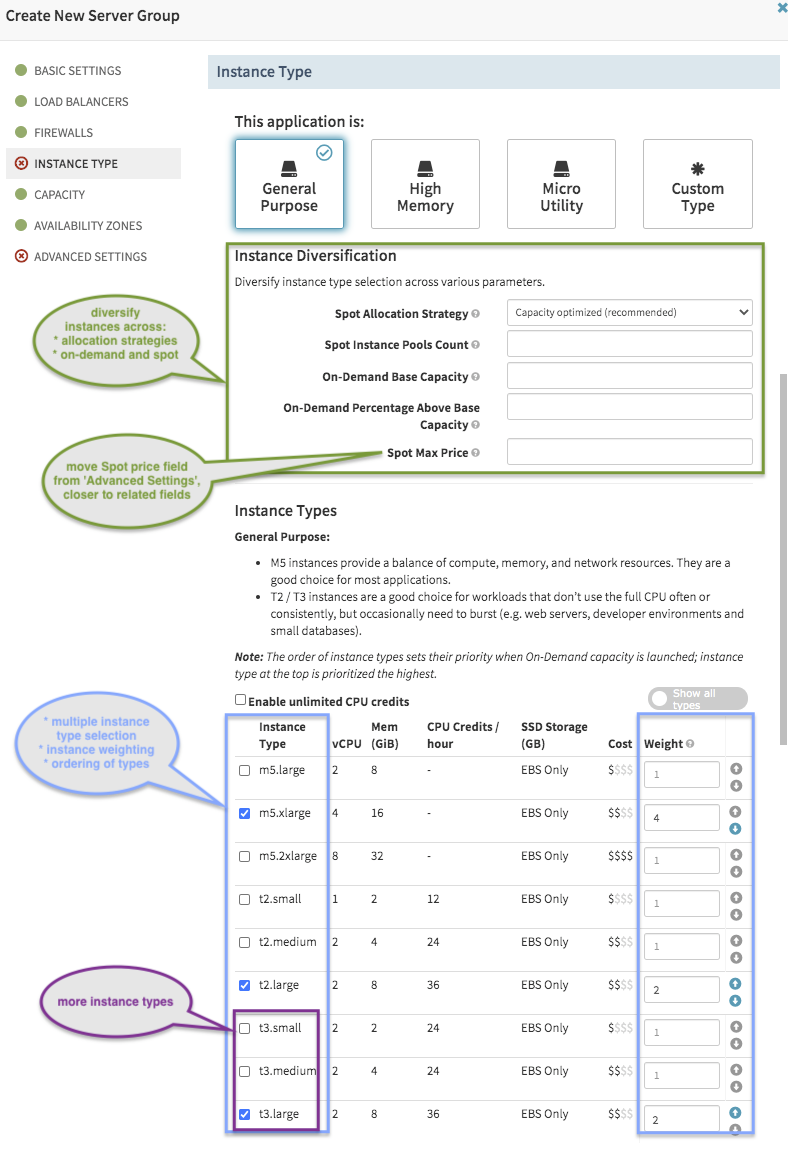 Create New Server Group
BASIC SETTINGS
LOAD BALANCERS
FIREWALLS
INSTANCE TYPE
CAPACITY
AVAILABILITY ZONES
ADVANCED SETTINGS
diversify
instances across:
* allocation strategies
* on-demand and spot
move Spot price field
from 'Advanced Settings',
closer to related fields
* multiple instance
type selection
* instance weighting
* ordering of types
more instance types
Instance Type
This application is:
General
Purpose
High
Memory
Micro
Utility
Custom
Type
Instance Diversification
Diversify instance type selection across various parameters.
Spot Allocation Strategy
Capacity optimized (recommended)
Spot Instance Pools Count
On-Demand Base Capacity
On-Demand Percentage Above Base
Capacity
Spot Max Price
Instance Types
General Purpose:
• M5 instances provide a balance of compute, memory, and network resources. They are a
good choice for most applications.
• T2 / T3 instances are a good choice for workloads that don't use the full CPU often or
consistently, but occasionally need to burst (e.g. web servers, developer environments and
small databases).
Note: The order of instance types sets their priority when On-Demand capacity is launched; instance
type at the top is prioritized the highest.
Enable unlimited CPU credits
Show all
types
Instance Type vCPU Mem (GiB) CPU Credits / hour SSD Storage (GB) Cost Weight
m5.large 2 8 - EBS Only $$$$ 1
m5.xlarge 4 16 - EBS Only $$$$ 4
m5.2xlarge 8 32 - EBS Only $$$$ 1
t2.small 1 2 12 EBS Only $$$$ 1
t2.medium 2 4 24 EBS Only $$$$ 1
t2.large 2 8 36 EBS Only $$$$ 2
t3.small 2 2 24 EBS Only $$$$ 1
t3.medium 2 4 24 EBS Only $$$$ 1
t3.large 2 8 36 EBS Only $$$$ 2